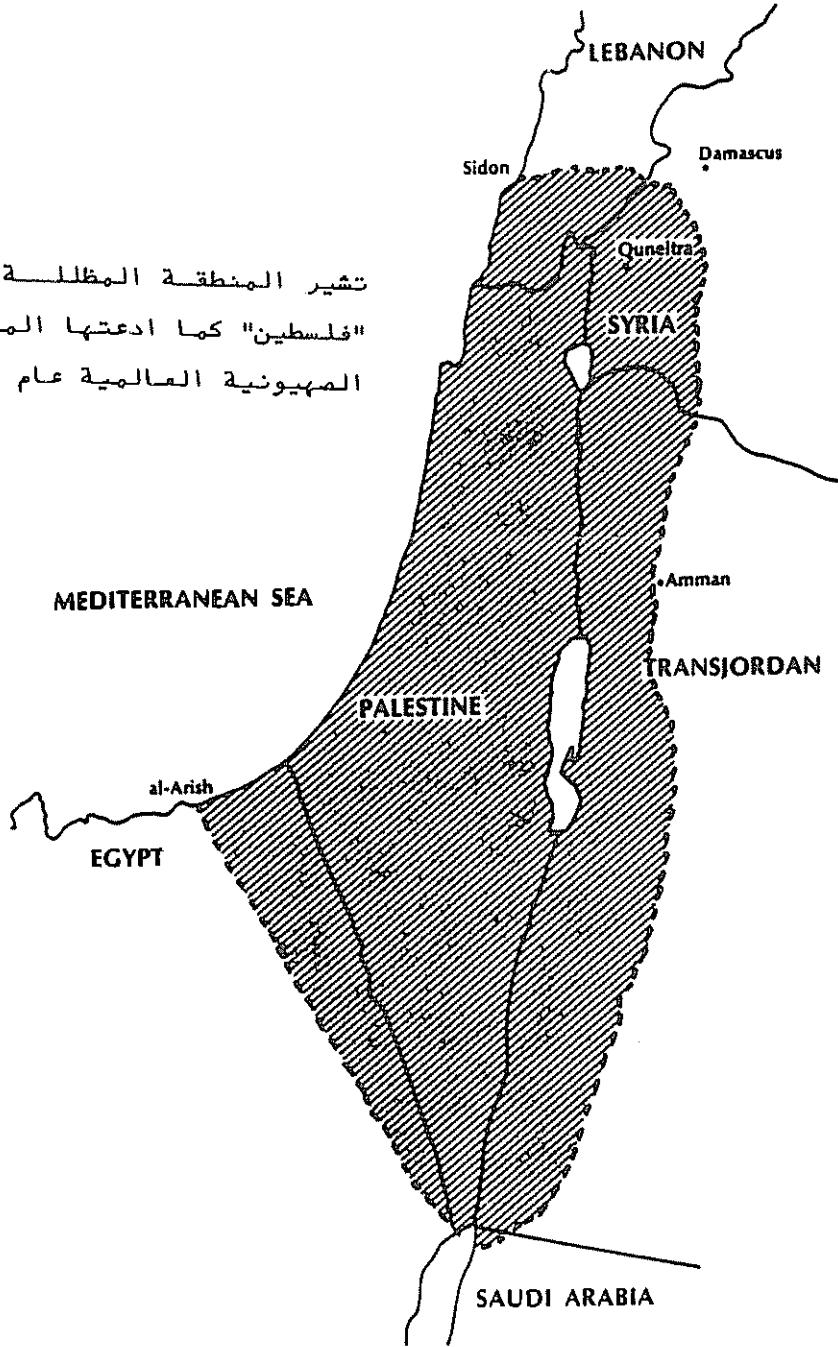 LEBANON
Damascus
Sidon
Quneitra
تشير المنطقة المظللة
"فلسطين" كما ادعتها
الصهيونية العالمية عام
SYRIA
MEDITERRANEAN SEA
Amman
TRANSJORDAN
PALESTINE
al-Arish
EGYPT
SAUDI ARABIA